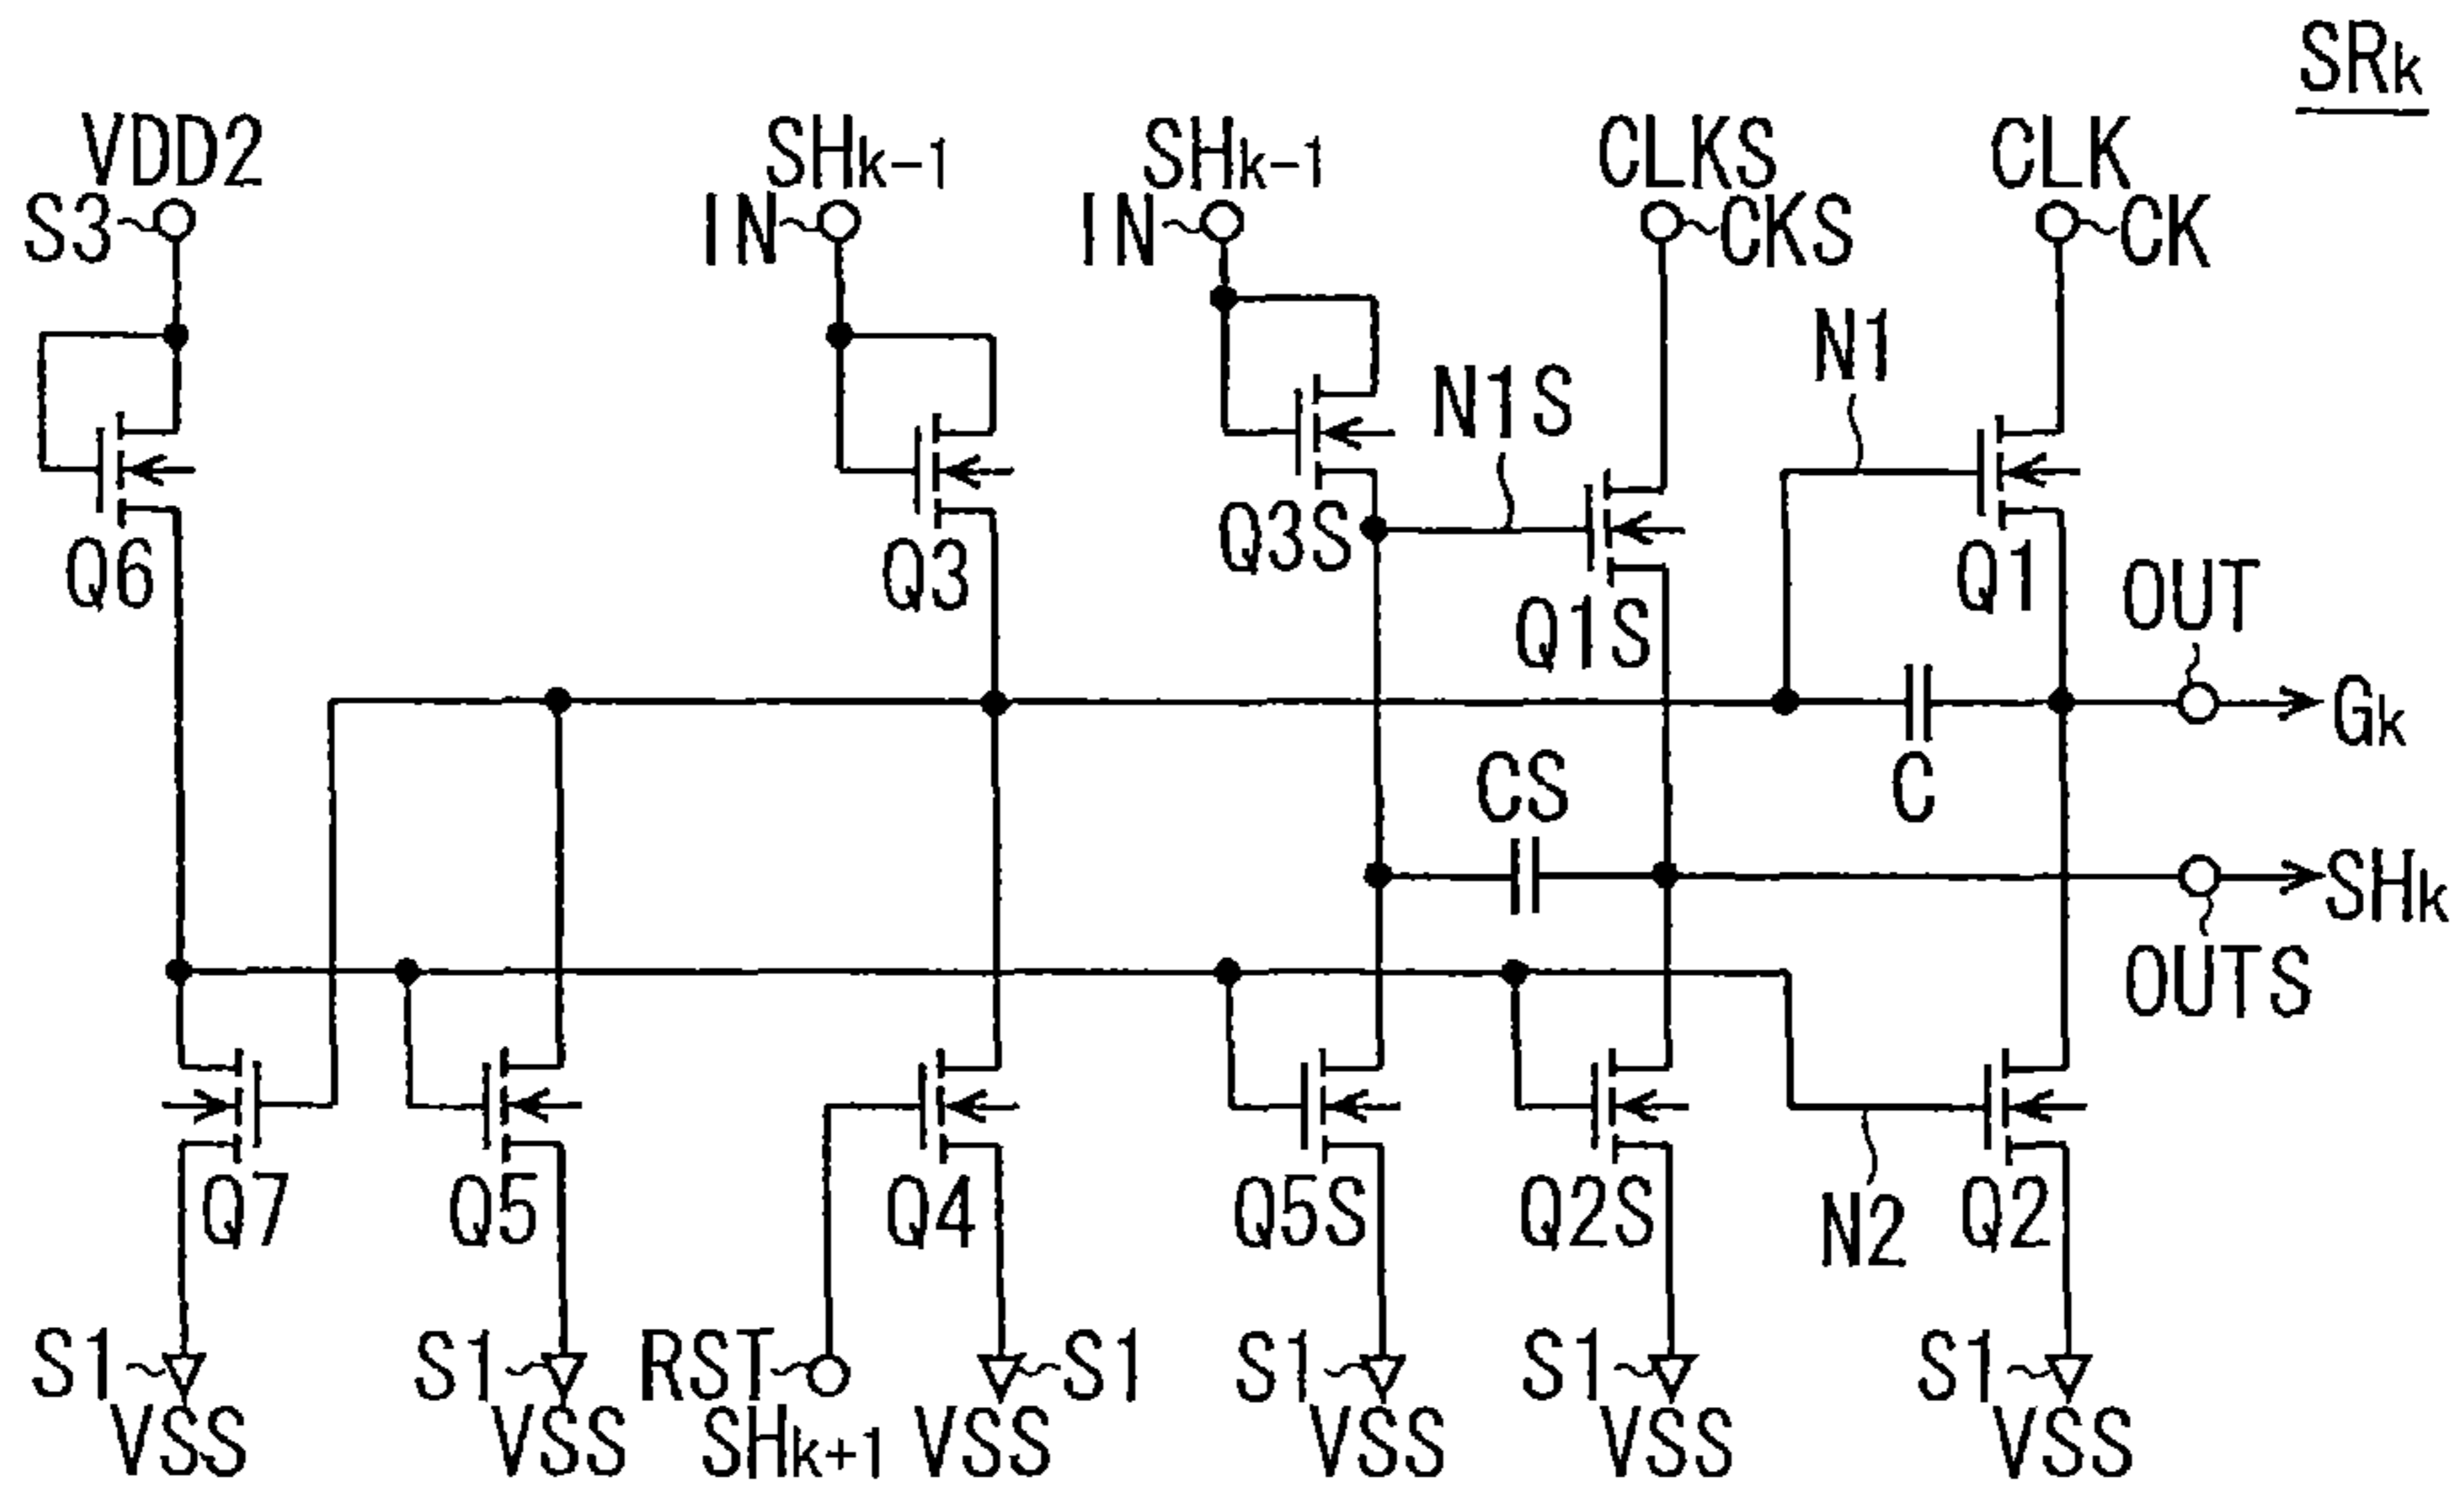 SRk
VDD2 SHk-1 SHk-1 CLKS CLK
S3 IN IN CKS CK
N1S N1
Q6 Q3 Q3S Q1S Q1 OUT
Gk
CS C
SHk
OUTS
Q7 Q5 Q4 Q5S Q2S N2 Q2
S1 S1 RST S1 S1 S1 S1
VSS VSS SHk+1 VSS VSS VSS VSS